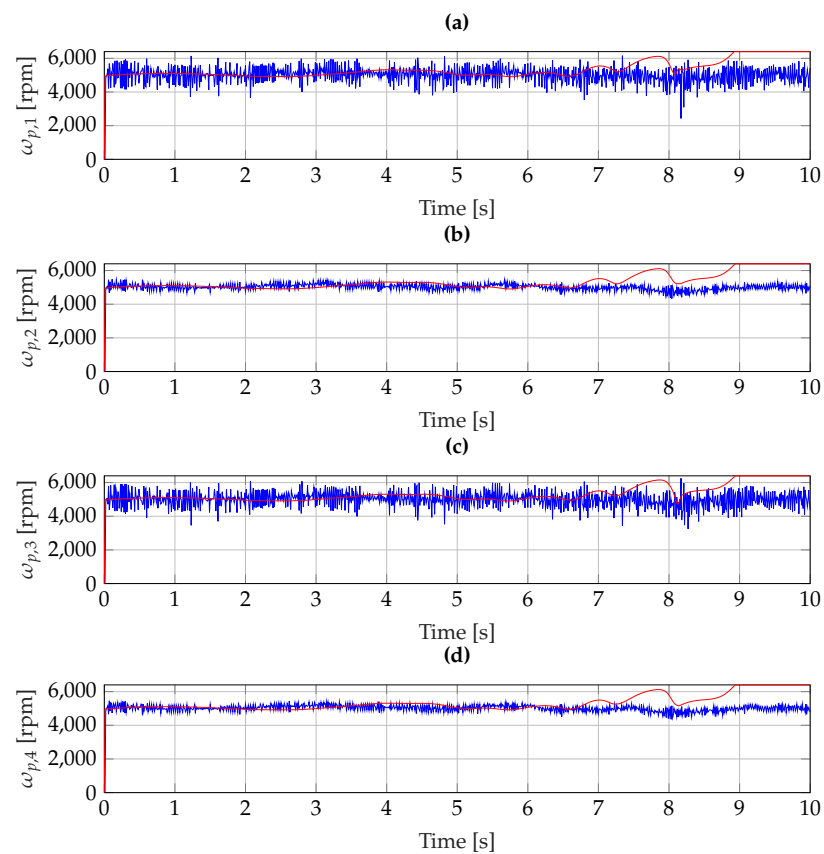 (a)
6,000
4,000
2,000
0
ω_{p,1} [rpm]
0 1 2 3 4 5 6 7 8 9 10
Time [s]
(b)
6,000
4,000
2,000
0
ω_{p,2} [rpm]
0 1 2 3 4 5 6 7 8 9 10
Time [s]
(c)
6,000
4,000
2,000
0
ω_{p,3} [rpm]
0 1 2 3 4 5 6 7 8 9 10
Time [s]
(d)
6,000
4,000
2,000
0
ω_{p,4} [rpm]
0 1 2 3 4 5 6 7 8 9 10
Time [s]